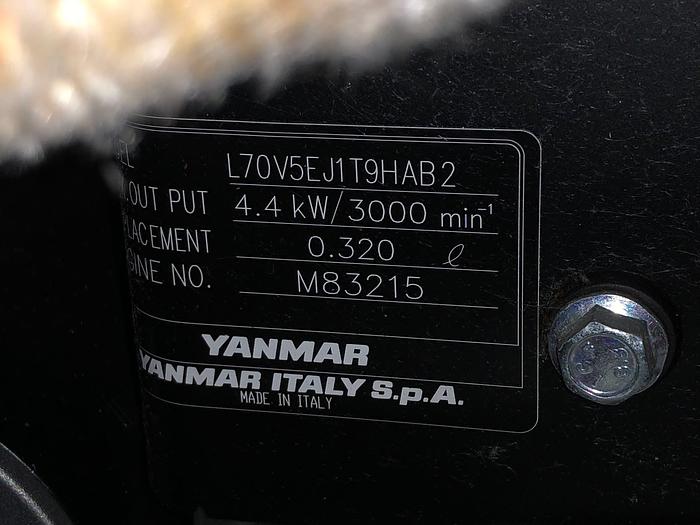 EL L70V5EJ1T9HAB2
.OUT PUT 4.4 kW/3000 min⁻¹
LACEMENT 0.320 ℓ
GINE NO. M83215
YANMAR
YANMAR ITALY S.p.A.
MADE IN ITALY